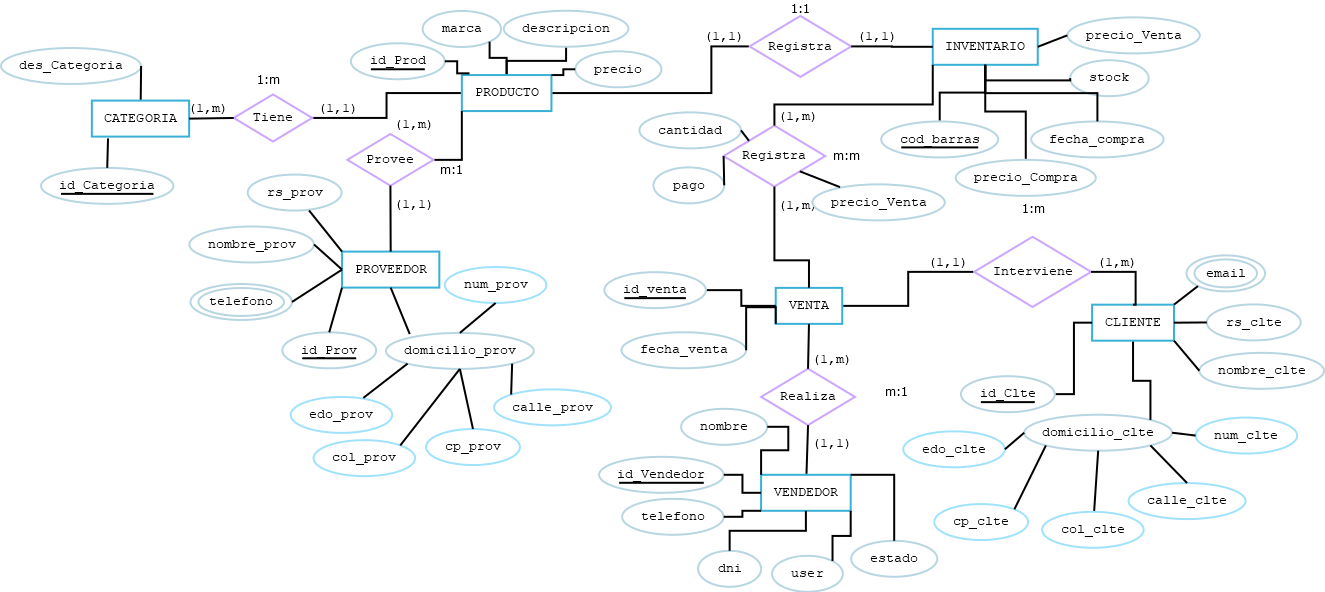 1:1
marca
descripcion
precio_Venta
(1,1)
(1,1)
Registra
INVENTARIO
id_Prod
precio
des_Categoria
1:m
stock
PRODUCTO
(1,m)
(1,1)
CATEGORIA
Tiene
(1,m)
(1,m)
cantidad
cod_barras
fecha_compra
Provee
m:1
Registra
m:m
id_Categoria
pago
precio_Compra
rs_prov
(1,1)
(1,m)
precio_Venta
1:m
nombre_prov
PROVEEDOR
(1,1)
(1,m)
Interviene
email
num_prov
telefono
id_venta
VENTA
CLIENTE
rs_clte
id_Prov
domicilio_prov
fecha_venta
(1,m)
nombre_clte
Realiza
m:1
id_Clte
edo_prov
calle_prov
nombre
domicilio_clte
num_clte
col_prov
cp_prov
(1,1)
edo_clte
id_Vendedor
VENDEDOR
calle_clte
telefono
cp_clte
col_clte
dni
user
estado